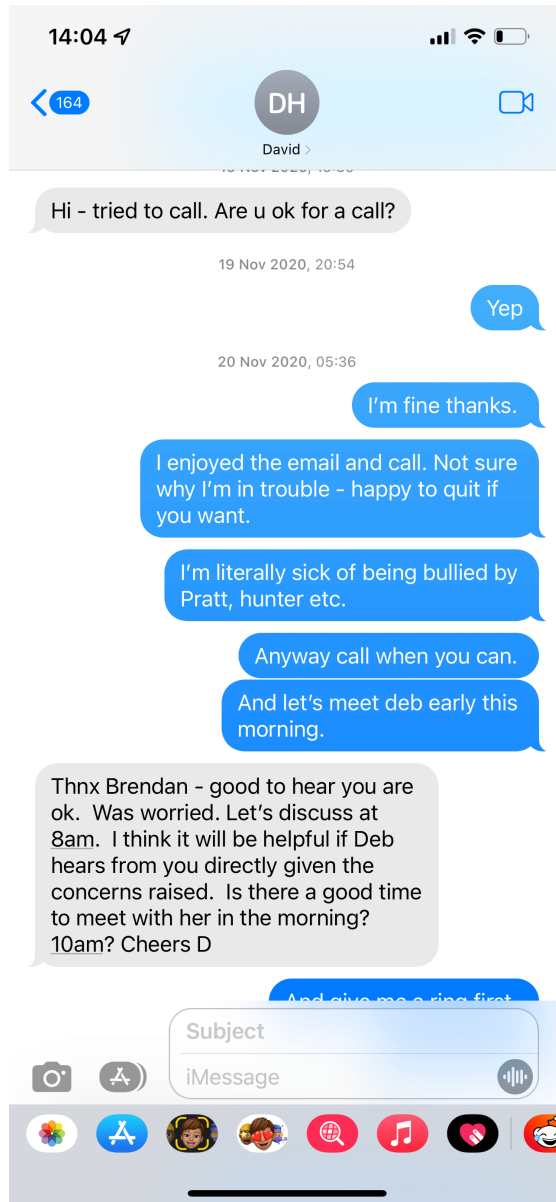 14:04
164
DH
David
Hi - tried to call. Are u ok for a call?
19 Nov 2020, 20:54
Yep
20 Nov 2020, 05:36
I'm fine thanks.
I enjoyed the email and call. Not sure
why I'm in trouble - happy to quit if
you want.
I'm literally sick of being bullied by
Pratt, hunter etc.
Anyway call when you can.
And let's meet deb early this
morning.
Thnx Brendan - good to hear you are
ok.  Was worried. Let's discuss at
8am.  I think it will be helpful if Deb
hears from you directly given the
concerns raised.  Is there a good time
to meet with her in the morning?
10am? Cheers D
And give me a ring first
Subject
iMessage